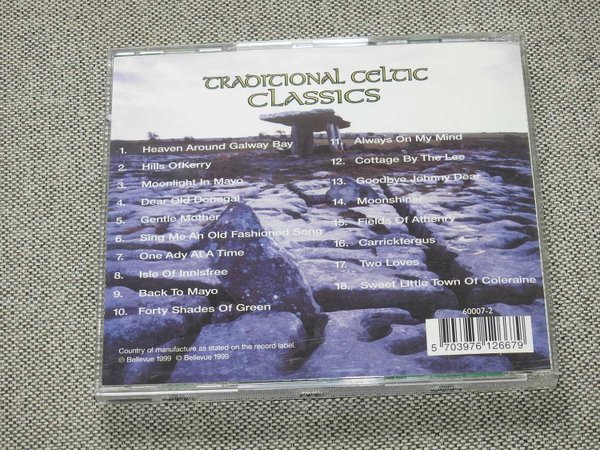 TRADITIONAL CELTIC
CLASSICS
1. Heaven Around Galway Bay
2. Hills OfKerry
3. Moonlight In Mayo
4. Dear Old Donegal
5. Gentle Mother
6. Sing Me An Old Fashioned Song
7. One Ady At A Time
8. Isle Of Innisfree
9. Back To Mayo
10. Forty Shades Of Green
11. Always On My Mind
12. Cottage By The Lee
13. Goodbye Johnny Dear
14. Moonshiner
15. Fields Of Athenry
16. Carrickfergus
17. Two Loves
18. Sweet Little Town Of Coleraine
Country of manufacture as stated on the record label.
℗ Bellevue 1999 © Bellevue 1999
60007-2
5 703976 126679